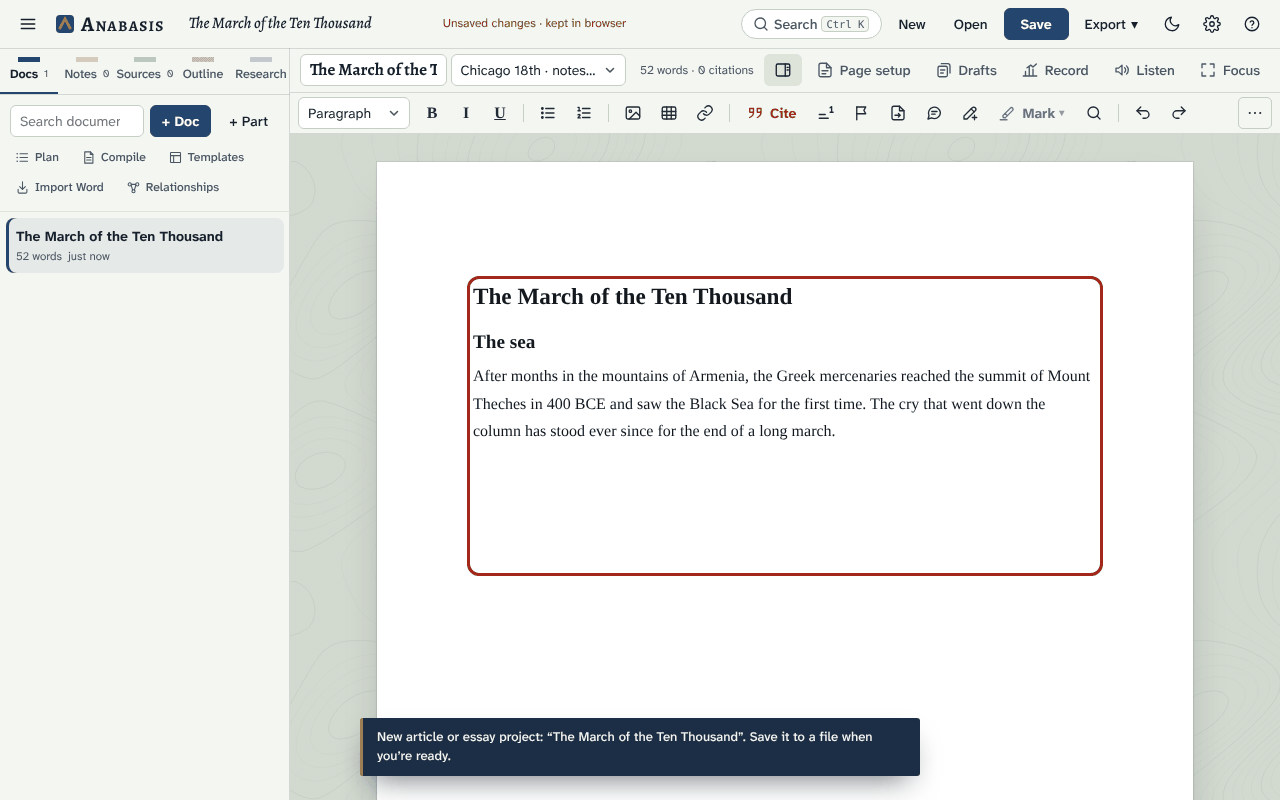 Anabasis
The March of the Ten Thousand
Unsaved changes · kept in browser
Search Ctrl K
New
Open
Save
Export ▾
Docs 1
Notes 0
Sources 0
Outline
Research
The March of the T
Chicago 18th · notes...
52 words · 0 citations
Page setup
Drafts
Record
Listen
Focus
Search documer
+ Doc
+ Part
Paragraph
B
I
U
Cite
Mark ▾
Plan
Compile
Templates
Import Word
Relationships
The March of the Ten Thousand
52 words just now
The March of the Ten Thousand
The sea
After months in the mountains of Armenia, the Greek mercenaries reached the summit of Mount
Theches in 400 BCE and saw the Black Sea for the first time. The cry that went down the
column has stood ever since for the end of a long march.
New article or essay project: “The March of the Ten Thousand”. Save it to a file when
you’re ready.